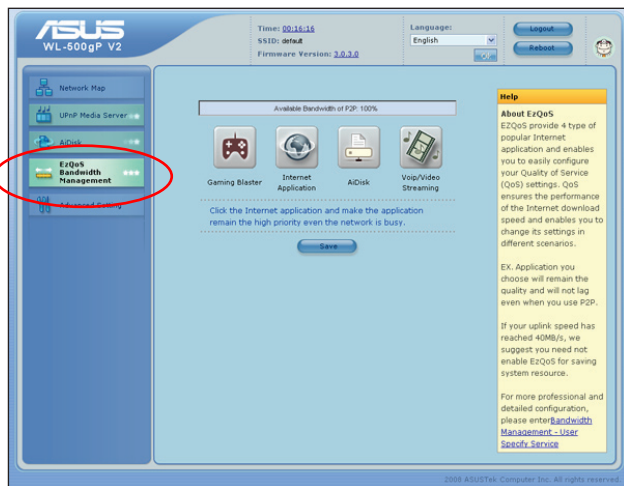 ASUS
WL-500gP V2
Time: 00:16:16
SSID: default
Firmware Version: 3.0.3.0
Language:
English
Logout
Reboot
Network Map
UPnP Media Server
AiDisk
EzQoS
Bandwidth
Management
Advanced Setting
Available Bandwidth of P2P: 100%
Gaming Blaster
Internet
Application
AiDisk
Voip/Video
Streaming
Click the Internet application and make the application
remain the high priority even the network is busy.
Save
Help
About EzQoS
EZQoS provide 4 type of
popular Internet
application and enables
you to easily configure
your Quality of Service
(QoS) settings. QoS
ensures the performance
of the Internet download
speed and enables you to
change its settings in
different scenarios.
EX. Application you
choose will remain the
quality and will not lag
even when you use P2P.
If your uplink speed has
reached 40MB/s, we
suggest you need not
enable EzQoS for saving
system resource.
For more professional and
detailed configuration,
please enterBandwidth
Management - User
Specify Service
2008 ASUSTek Computer Inc. All rights reserved.